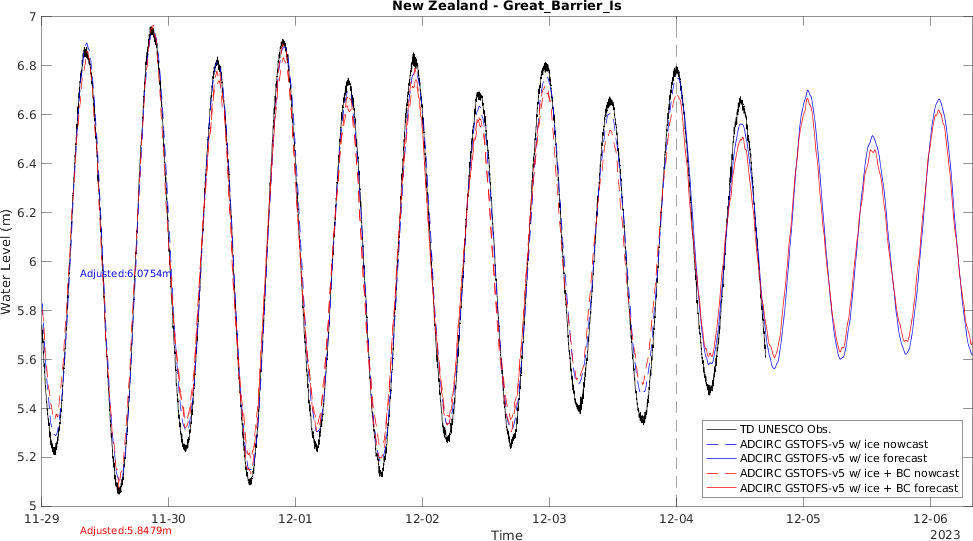 New Zealand - Great_Barrier_Is
7
6.8
6.6
6.4
6.2
6
5.8
5.6
5.4
5.2
5
Water Level (m)
Adjusted:6.0754m
TD UNESCO Obs.
ADCIRC GSTOFS-v5 w/ ice nowcast
ADCIRC GSTOFS-v5 w/ ice forecast
ADCIRC GSTOFS-v5 w/ ice + BC nowcast
ADCIRC GSTOFS-v5 w/ ice + BC forecast
11-29 11-30 12-01 12-02 12-03 12-04 12-05 12-06
Adjusted:5.8479m
Time
2023